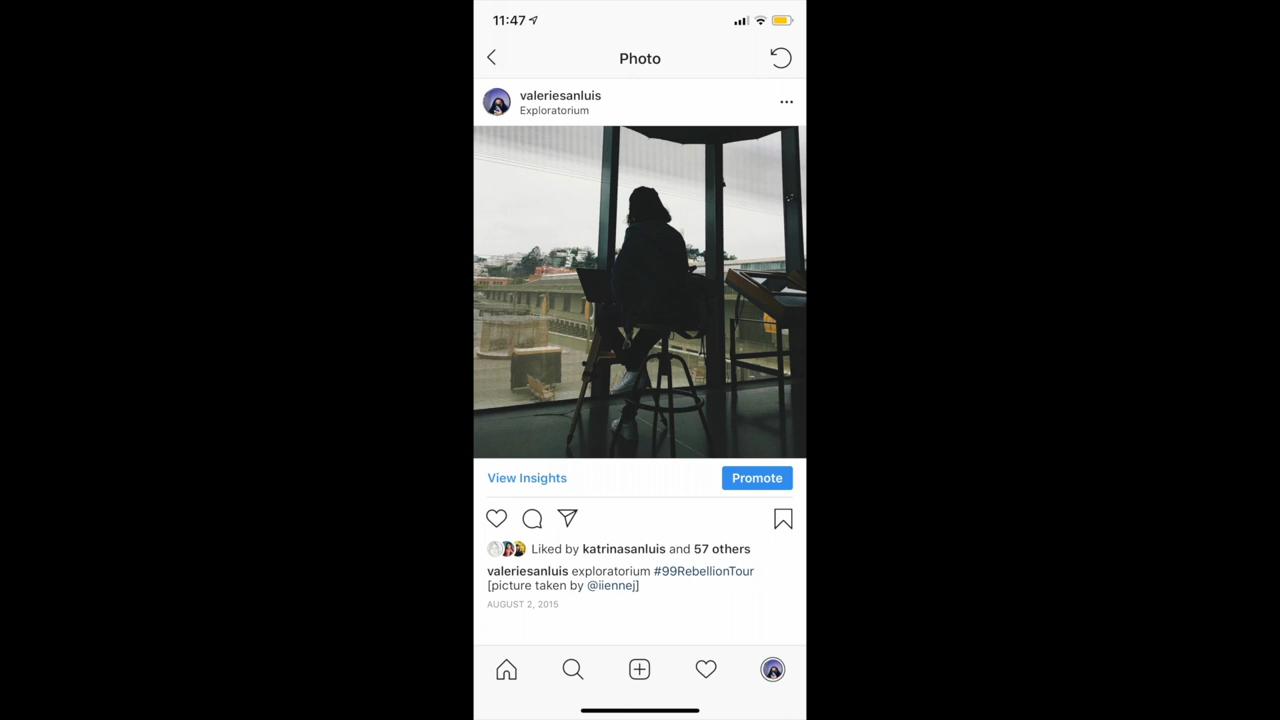 11:47
Photo
valeriesanluis
Exploratorium
View Insights
Promote
Liked by katrinasanluis and 57 others
valeriesanluis exploratorium #99RebellionTour
[picture taken by @iiennej]
AUGUST 2, 2015